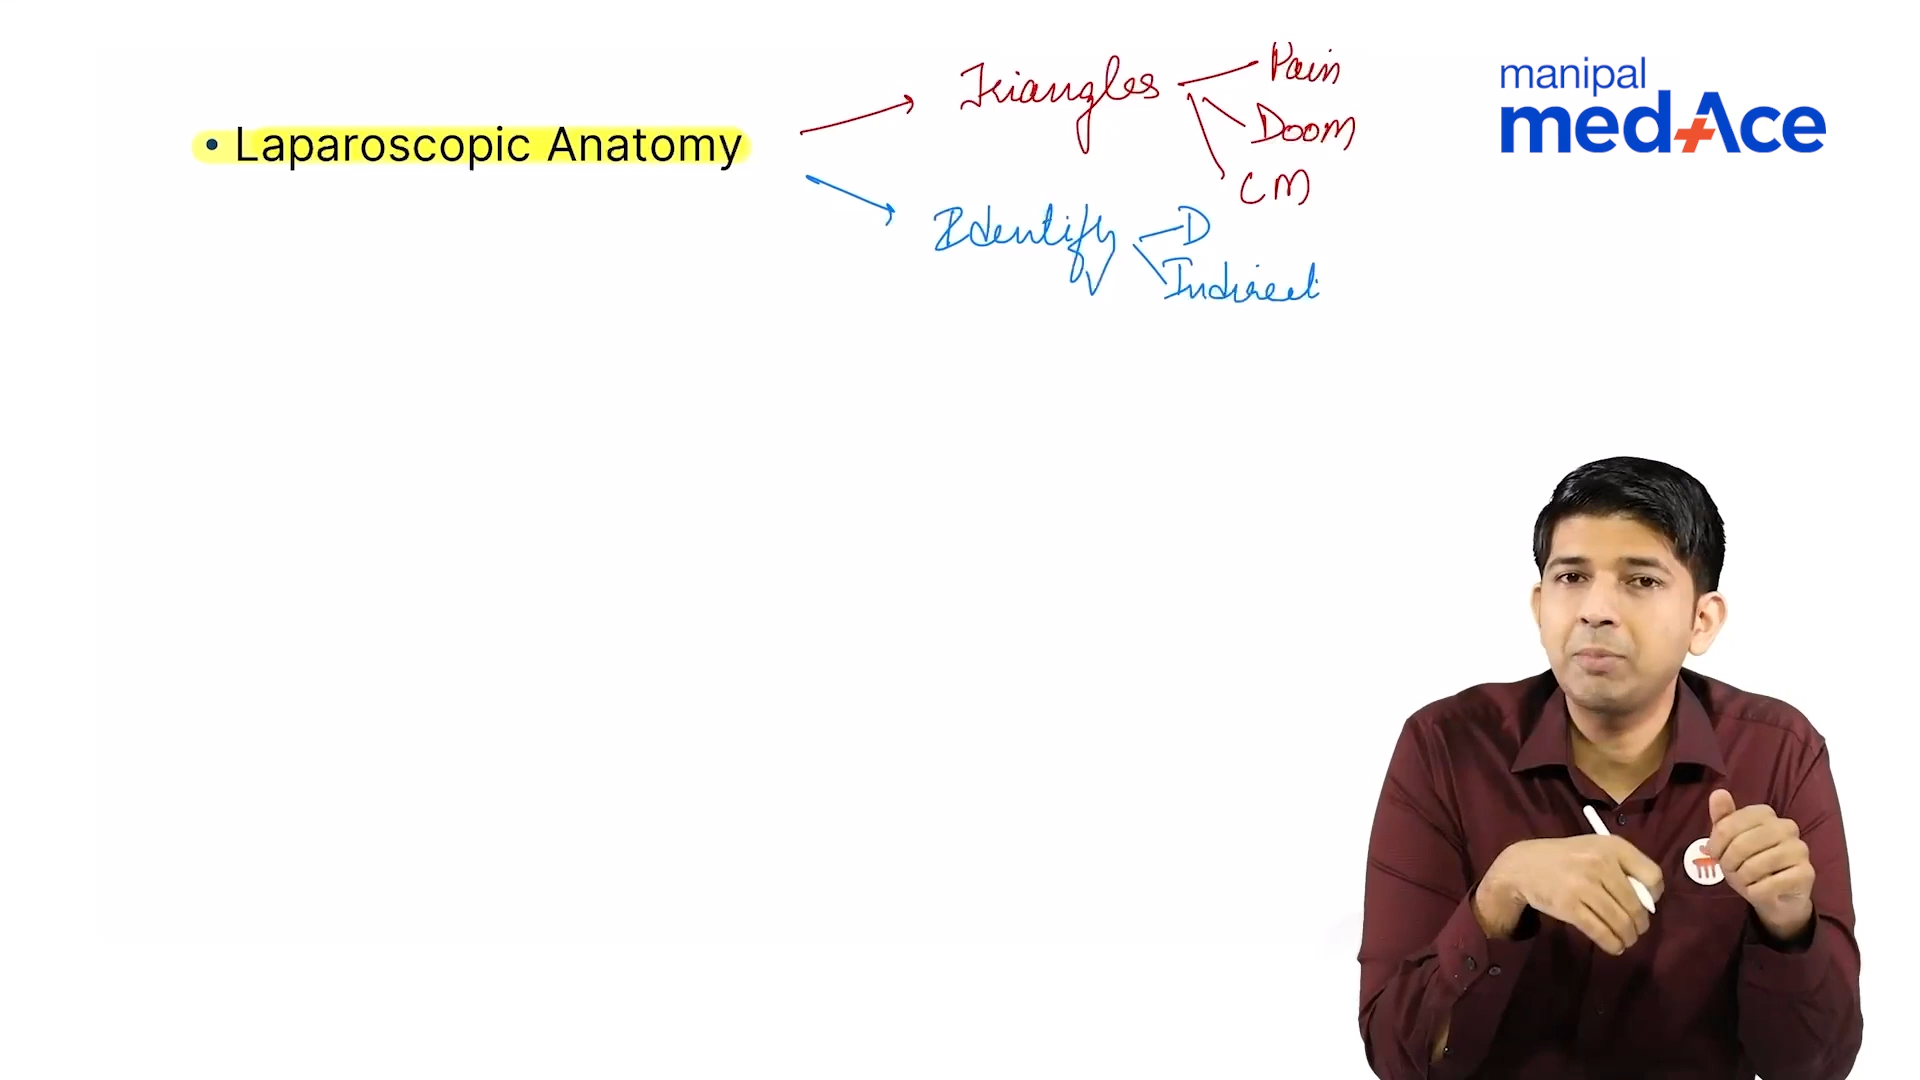 • Laparoscopic Anatomy
Triangles
Pain
Doom
CM
Identify
D
Indirect
manipal
medAce